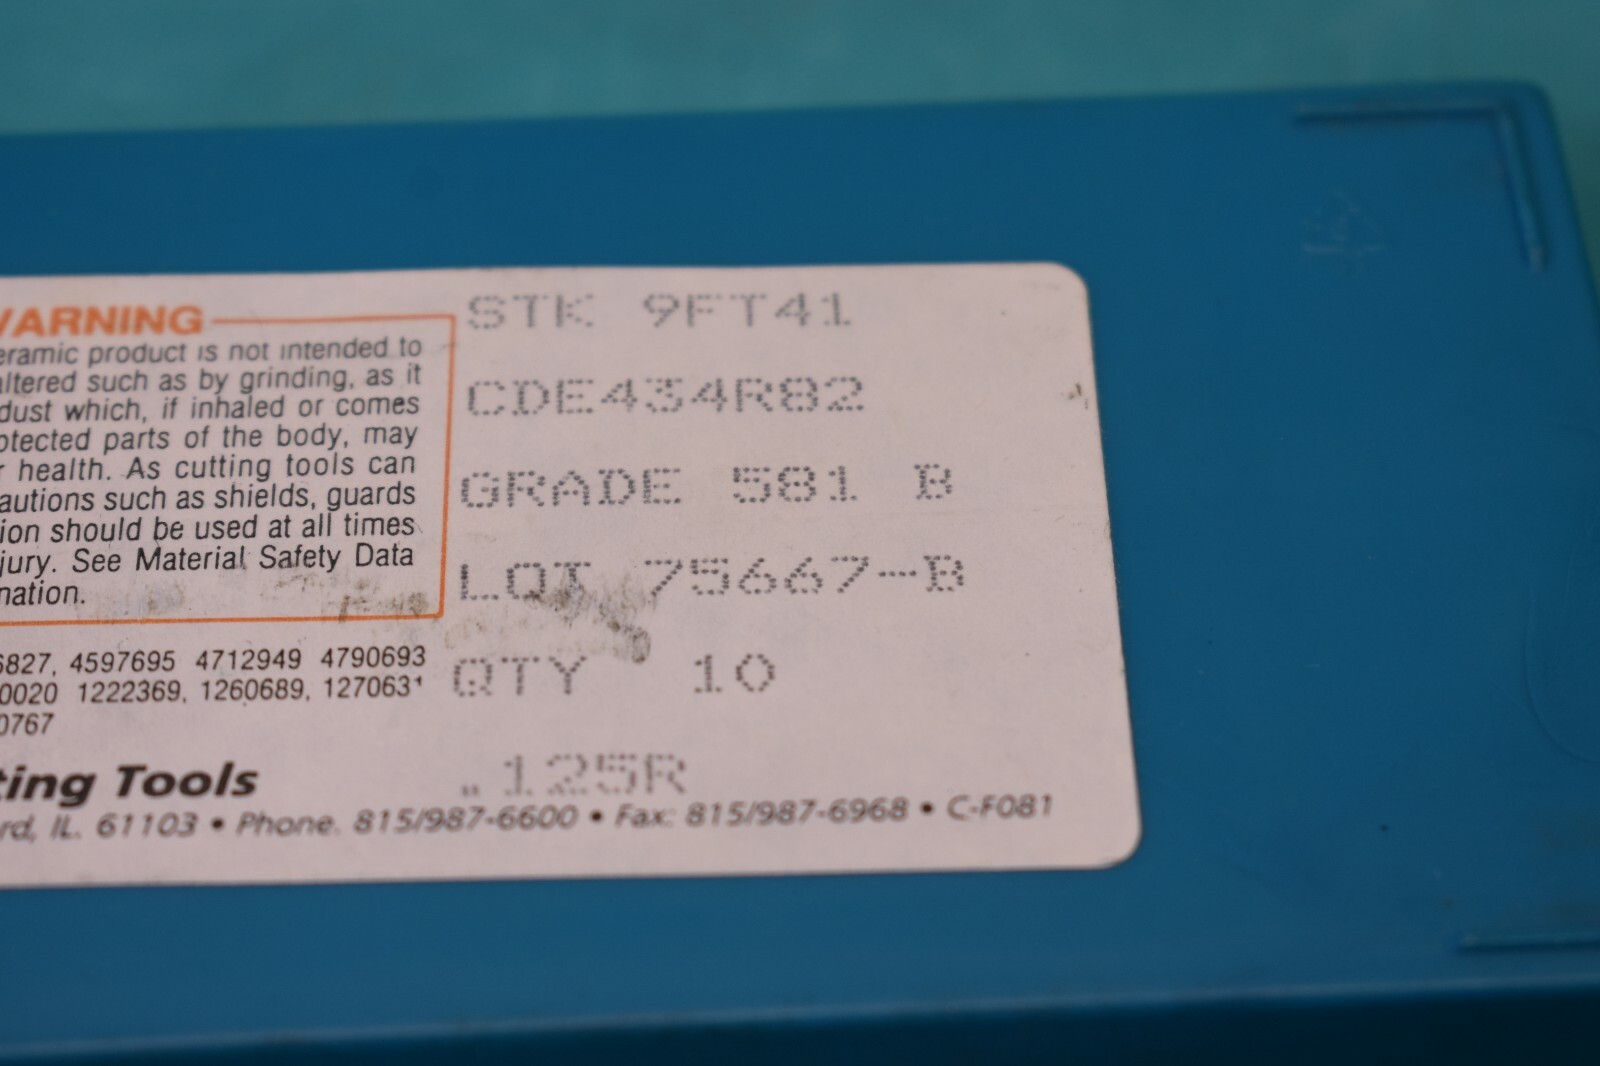 WARNING
eramic product is not intended to
altered such as by grinding, as it
dust which, if inhaled or comes
otected parts of the body, may
r health. As cutting tools can
autions such as shields, guards
ion should be used at all times
jury. See Material Safety Data
nation.
6827, 4597695 4712949 4790693
0020 1222369, 1260689, 127063
0767
ting Tools
rd, IL. 61103 • Phone. 815/987-6600 • Fax: 815/987-6968 • C-F081
STK 9FT41
CDE434R82
GRADE 581 B
LOT 75667-B
QTY 10
.125R